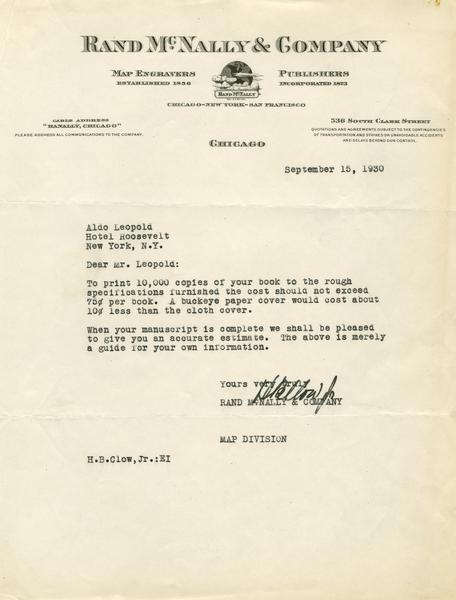 RAND McNALLY & COMPANY
MAP ENGRAVERS PUBLISHERS
ESTABLISHED 1856 INCORPORATED 1873
RAND McNALLY
CHICAGO-NEW YORK-SAN FRANCISCO
CABLE ADDRESS
"RANALLY, CHICAGO"
PLEASE ADDRESS ALL COMMUNICATIONS TO THE COMPANY.
536 SOUTH CLARK STREET
QUOTATIONS AND AGREEMENTS SUBJECT TO THE CONTINGENCIES
OF TRANSPORTATION AND STRIKES OR UNAVOIDABLE ACCIDENTS
AND DELAYS BEYOND OUR CONTROL.
CHICAGO
September 15, 1930
Aldo Leopold
Hotel Roosevelt
New York, N.Y.
Dear Mr. Leopold:
To print 10,000 copies of your book to the rough
specifications furnished the cost should not exceed
75¢ per book. A buckeye paper cover would cost about
10¢ less than the cloth cover.
When your manuscript is complete we shall be pleased
to give you an accurate estimate. The above is merely
a guide for your own information.
Yours very truly
HBClow Jr
RAND McNALLY & COMPANY
MAP DIVISION
H.B.Clow,Jr.:EI